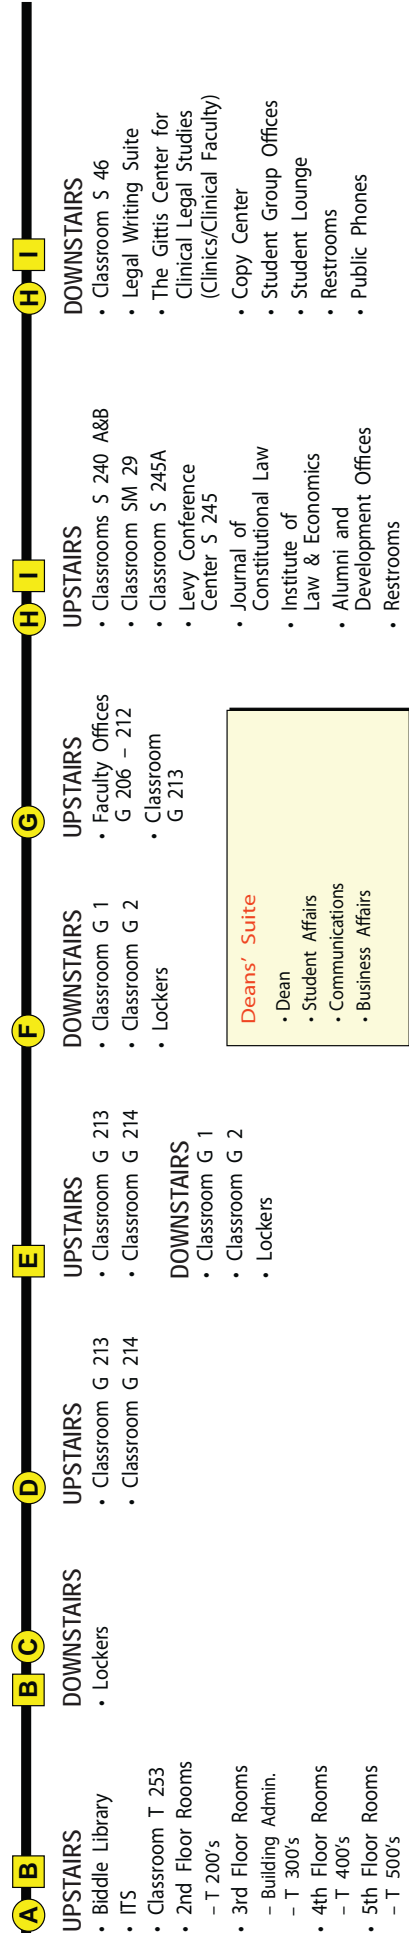 A B
UPSTAIRS
• Biddle Library
• ITS
• Classroom T 253
• 2nd Floor Rooms
– T 200's
• 3rd Floor Rooms
– Building Admin.
– T 300's
• 4th Floor Rooms
– T 400's
• 5th Floor Rooms
– T 500's
B C
DOWNSTAIRS
• Lockers
D
UPSTAIRS
• Classroom G 213
• Classroom G 214
E
UPSTAIRS
• Classroom G 213
• Classroom G 214
DOWNSTAIRS
• Classroom G 1
• Classroom G 2
• Lockers
F
DOWNSTAIRS
• Classroom G 1
• Classroom G 2
• Lockers
G
UPSTAIRS
• Faculty Offices
G 206 – 212
• Classroom
G 213
Deans' Suite
• Dean
• Student Affairs
• Communications
• Business Affairs
H I
UPSTAIRS
• Classrooms S 240 A&B
• Classroom SM 29
• Classroom S 245A
• Levy Conference
Center S 245
• Journal of
Constitutional Law
• Institute of
Law & Economics
• Alumni and
Development Offices
• Restrooms
H I
DOWNSTAIRS
• Classroom S 46
• Legal Writing Suite
• The Gittis Center for
Clinical Legal Studies
(Clinics/Clinical Faculty)
• Copy Center
• Student Group Offices
• Student Lounge
• Restrooms
• Public Phones